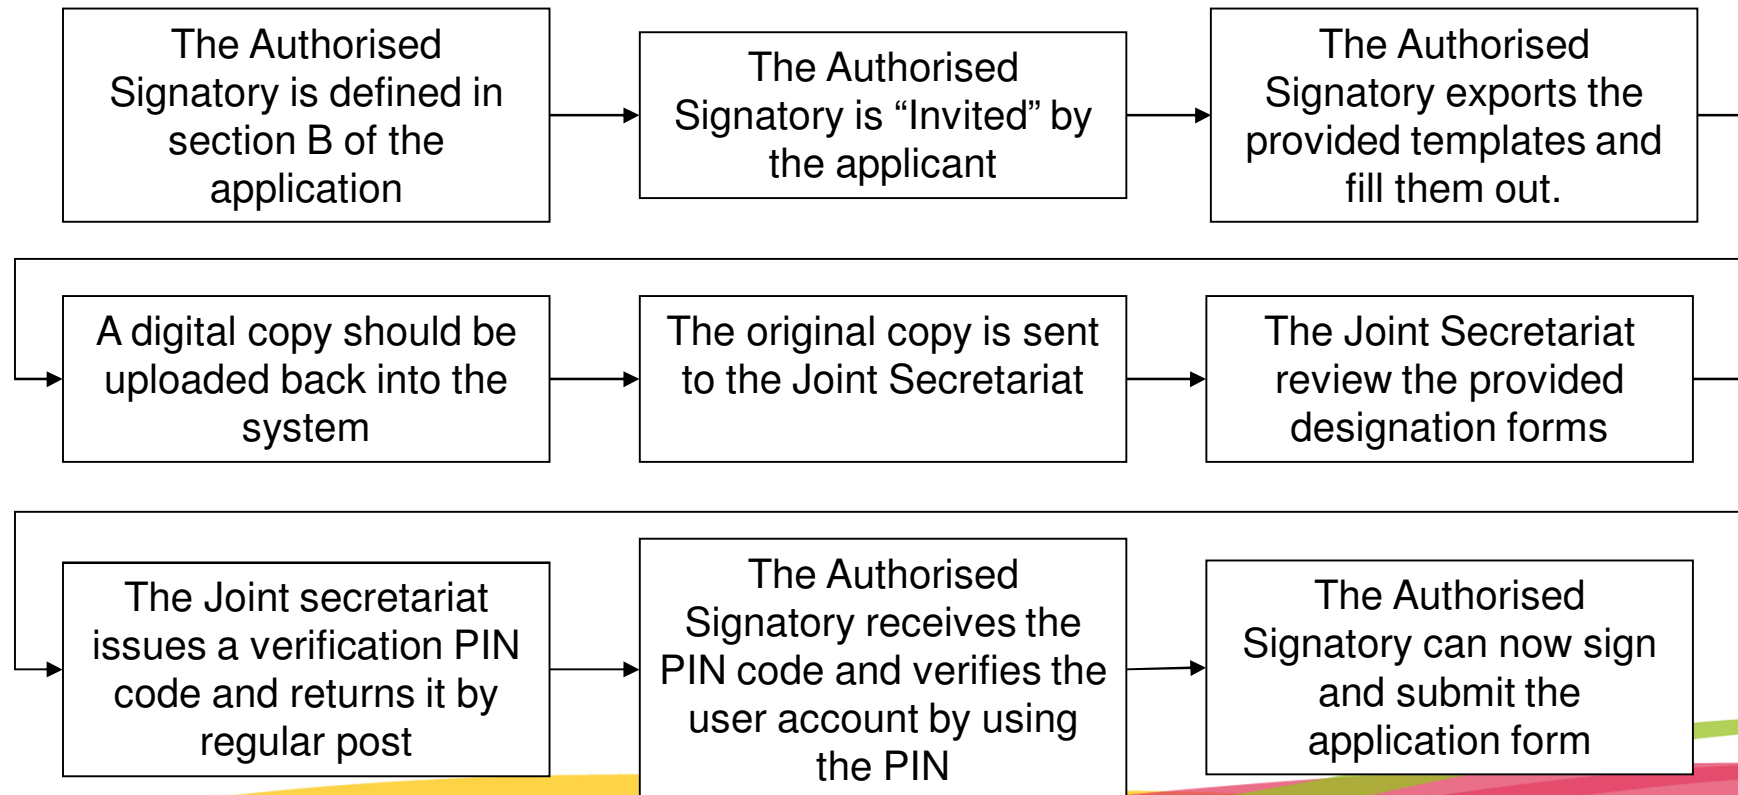 The Authorised
Signatory is defined in
section B of the
application
The Authorised
Signatory is “Invited” by
the applicant
The Authorised
Signatory exports the
provided templates and
fill them out.
A digital copy should be
uploaded back into the
system
The original copy is sent
to the Joint Secretariat
The Joint Secretariat
review the provided
designation forms
The Joint secretariat
issues a verification PIN
code and returns it by
regular post
The Authorised
Signatory receives the
PIN code and verifies the
user account by using
the PIN
The Authorised
Signatory can now sign
and submit the
application form